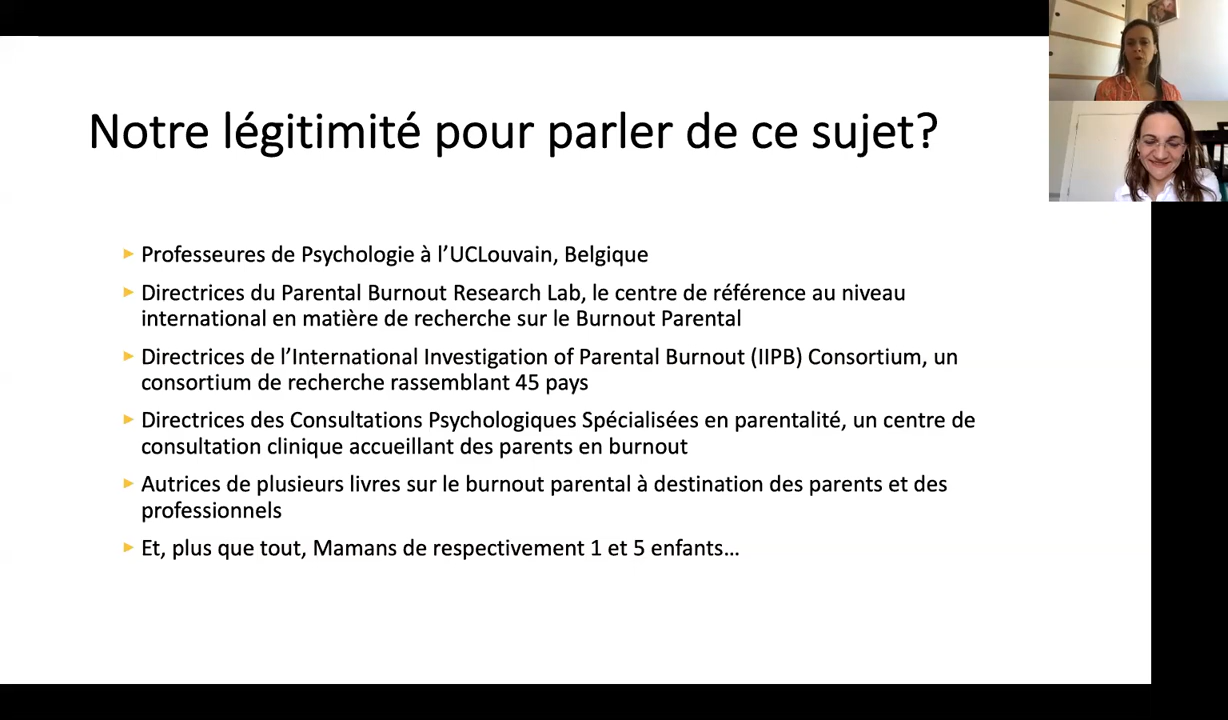 Notre légitimité pour parler de ce sujet?
Professeures de Psychologie à l’UCLouvain, Belgique
Directrices du Parental Burnout Research Lab, le centre de référence au niveau
international en matière de recherche sur le Burnout Parental
Directrices de l’International Investigation of Parental Burnout (IIPB) Consortium, un
consortium de recherche rassemblant 45 pays
Directrices des Consultations Psychologiques Spécialisées en parentalité, un centre de
consultation clinique accueillant des parents en burnout
Autrices de plusieurs livres sur le burnout parental à destination des parents et des
professionnels
Et, plus que tout, Mamans de respectivement 1 et 5 enfants…